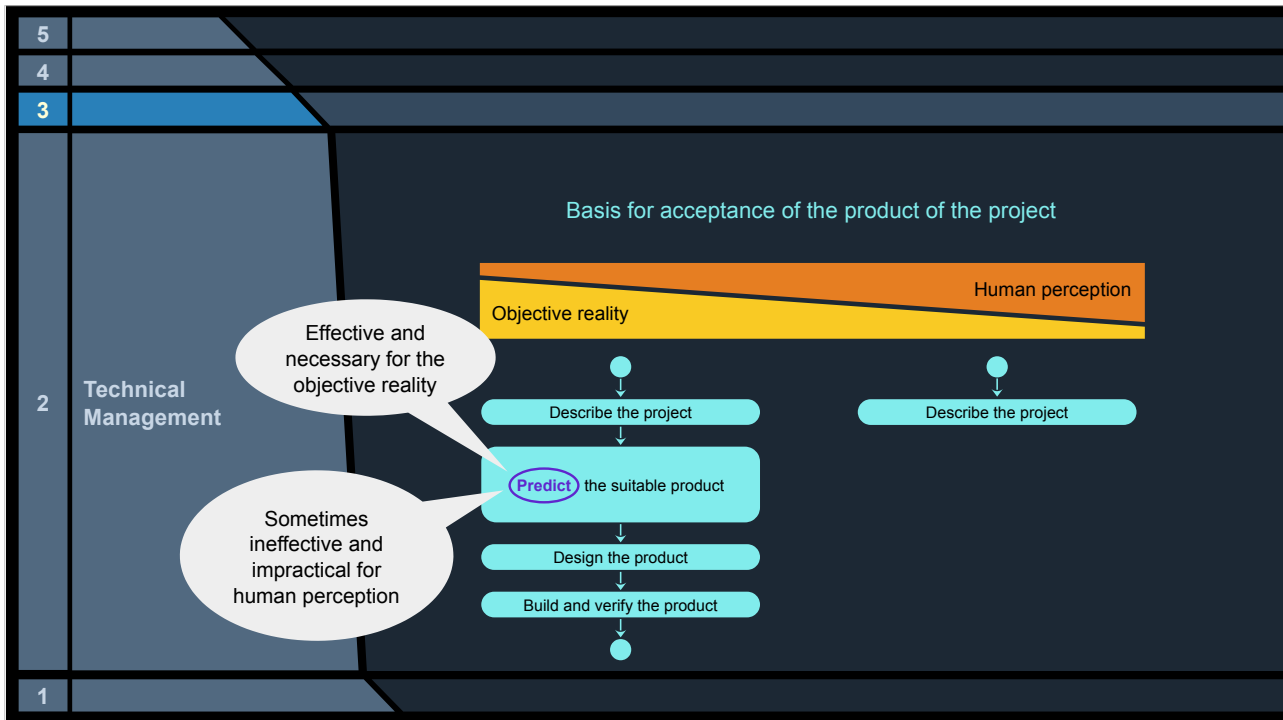 5
4
3
2
Technical
Management
1
Basis for acceptance of the product of the project
Human perception
Objective reality
Effective and
necessary for the
objective reality
Sometimes
ineffective and
impractical for
human perception
Describe the project
Predict the suitable product
Design the product
Build and verify the product
Describe the project